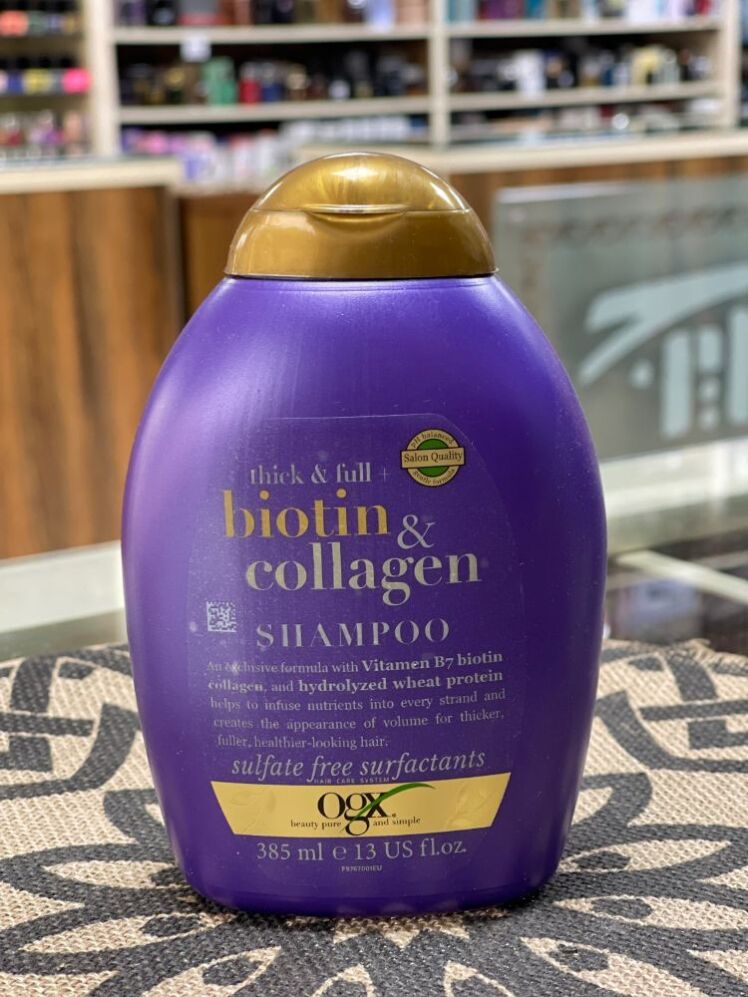 pH balanced
Salon Quality
gentle formula
thick & full +
biotin &
collagen
SHAMPOO
An exclusive formula with Vitamen B7 biotin
collagen, and hydrolyzed wheat protein
helps to infuse nutrients into every strand and
creates the appearance of volume for thicker,
fuller, healthier-looking hair.
sulfate free surfactants
HAIR CARE SYSTEM
ogx
beauty pure and simple
385 ml e 13 US fl.oz.